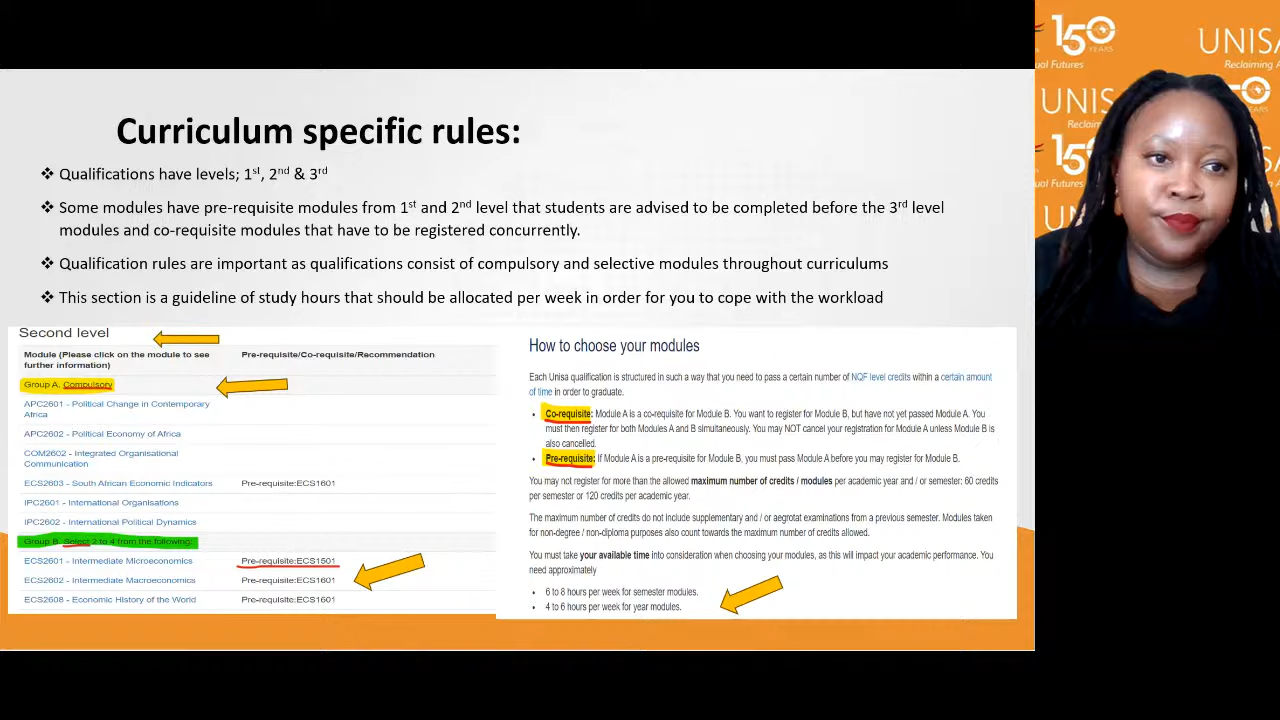 Curriculum specific rules:
❖ Qualifications have levels; 1st, 2nd & 3rd
❖ Some modules have pre-requisite modules from 1st and 2nd level that students are advised to be completed before the 3rd level
modules and co-requisite modules that have to be registered concurrently.
❖ Qualification rules are important as qualifications consist of compulsory and selective modules throughout curriculums
❖ This section is a guideline of study hours that should be allocated per week in order for you to cope with the workload
Second level
Module (Please click on the module to see
further information)
Pre-requisite/Co-requisite/Recommendation
Group A. Compulsory
APC2601 - Political Change in Contemporary
Africa
APC2602 - Political Economy of Africa
COM2602 - Integrated Organisational
Communication
ECS2603 - South African Economic Indicators Pre-requisite:ECS1601
IPC2601 - International Organisations
IPC2602 - International Political Dynamics
Group B. Select 2 to 4 from the following:
ECS2601 - Intermediate Microeconomics Pre-requisite:ECS1501
ECS2602 - Intermediate Macroeconomics Pre-requisite:ECS1601
ECS2608 - Economic History of the World Pre-requisite:ECS1601
How to choose your modules
Each Unisa qualification is structured in such a way that you need to pass a certain number of NQF level credits within a certain amount
of time in order to graduate.
• Co-requisite: Module A is a co-requisite for Module B. You want to register for Module B, but have not yet passed Module A. You
must then register for both Modules A and B simultaneously. You may NOT cancel your registration for Module A unless Module B is
also cancelled.
• Pre-requisite: If Module A is a pre-requisite for Module B, you must pass Module A before you may register for Module B.
You may not register for more than the allowed maximum number of credits / modules per academic year and / or semester: 60 credits
per semester or 120 credits per academic year.
The maximum number of credits do not include supplementary and / or aegrotat examinations from a previous semester. Modules taken
for non-degree / non-diploma purposes also count towards the maximum number of credits allowed.
You must take your available time into consideration when choosing your modules, as this will impact your academic performance. You
need approximately
• 6 to 8 hours per week for semester modules.
• 4 to 6 hours per week for year modules.
150
YEARS
ual Futures
UNISA
Reclaiming A
UNIS
Reclaim